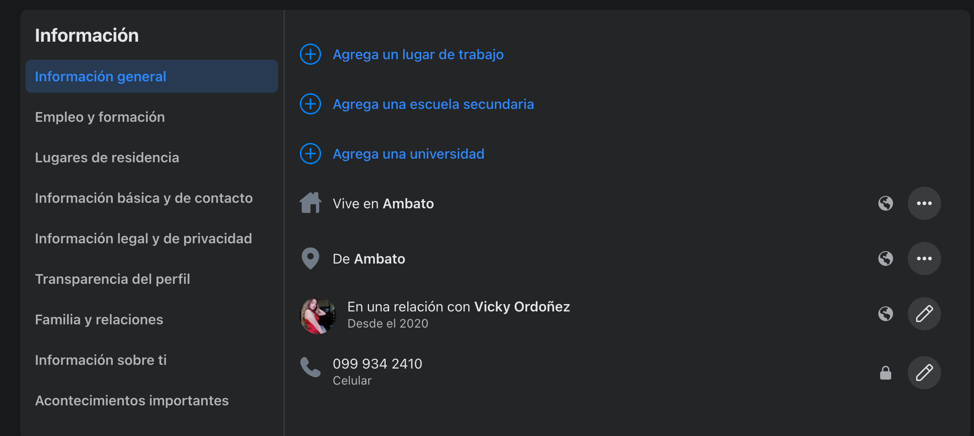 Información
Información general
Empleo y formación
Lugares de residencia
Información básica y de contacto
Información legal y de privacidad
Transparencia del perfil
Familia y relaciones
Información sobre ti
Acontecimientos importantes
Agrega un lugar de trabajo
Agrega una escuela secundaria
Agrega una universidad
Vive en Ambato
De Ambato
En una relación con Vicky Ordoñez
Desde el 2020
099 934 2410
Celular